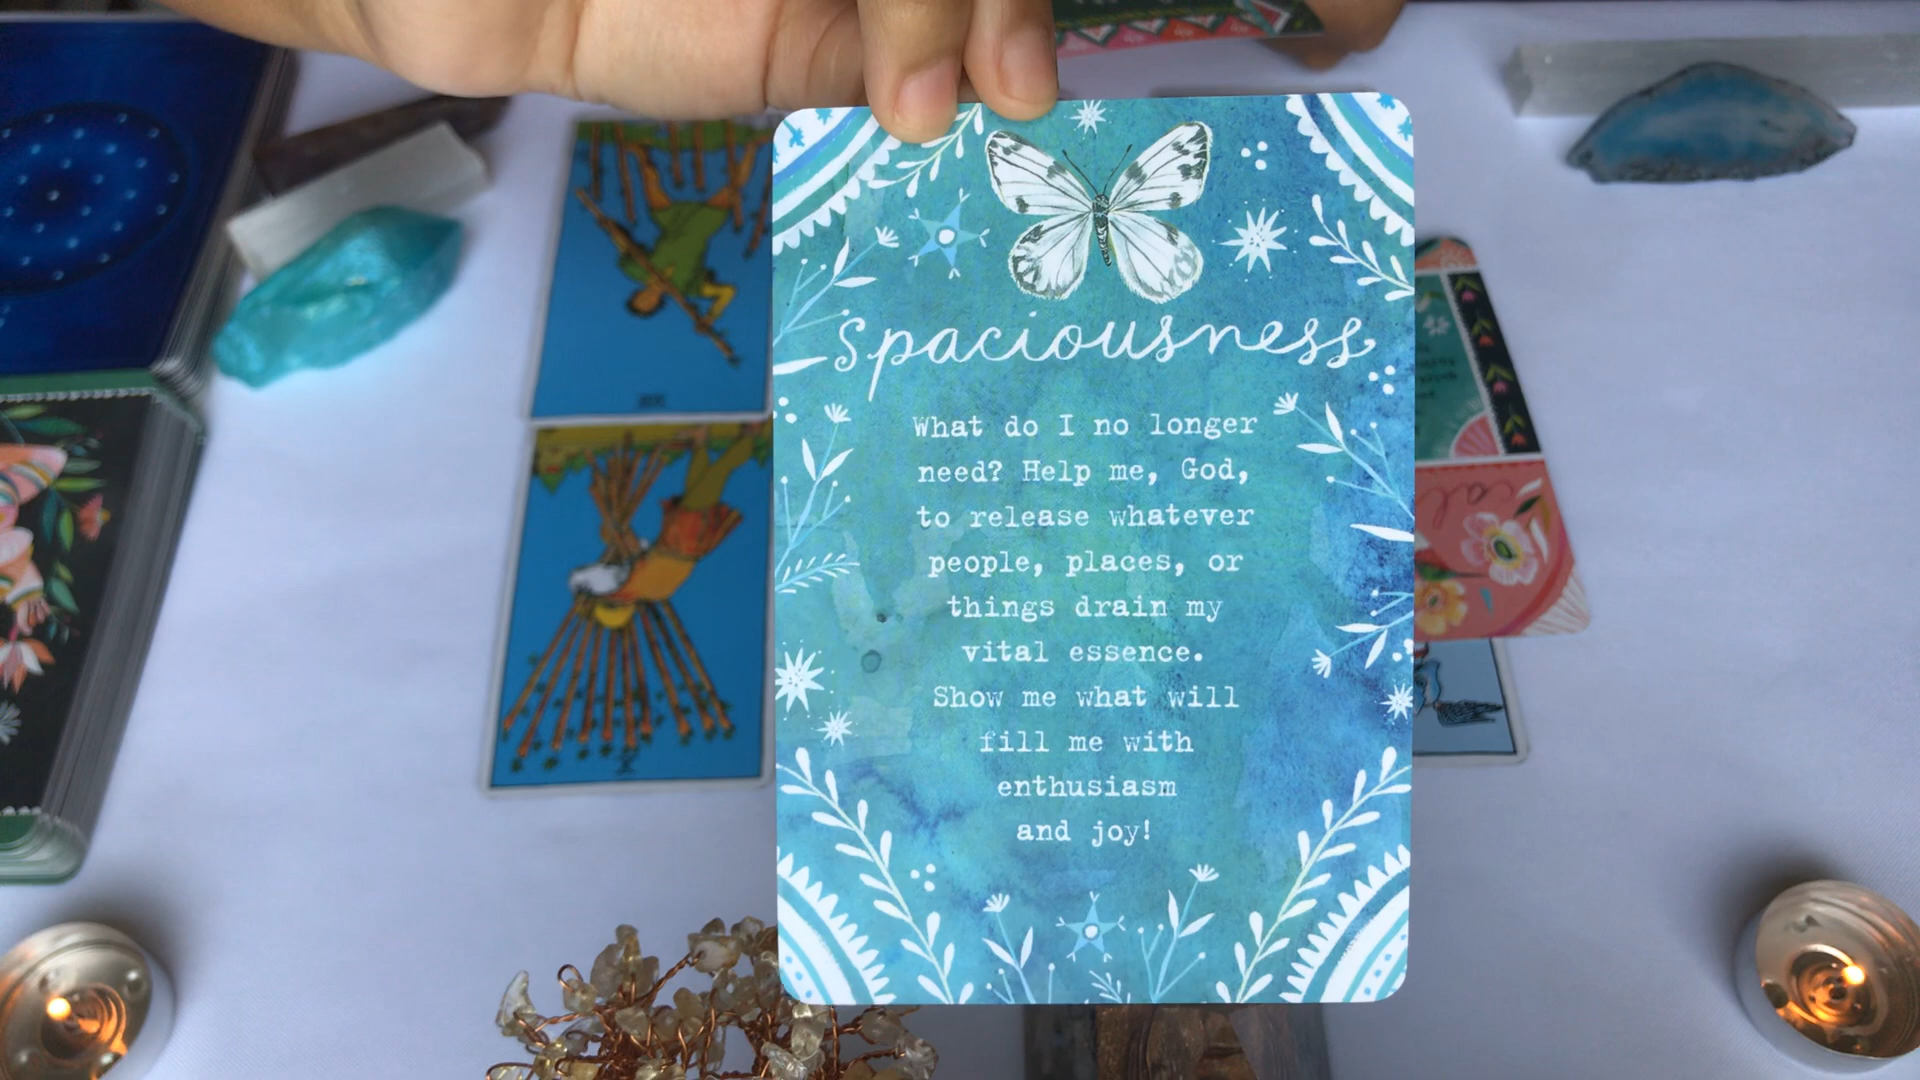 Spaciousness
What do I no longer
need? Help me, God,
to release whatever
people, places, or
things drain my
vital essence.
Show me what will
fill me with
enthusiasm
and joy!